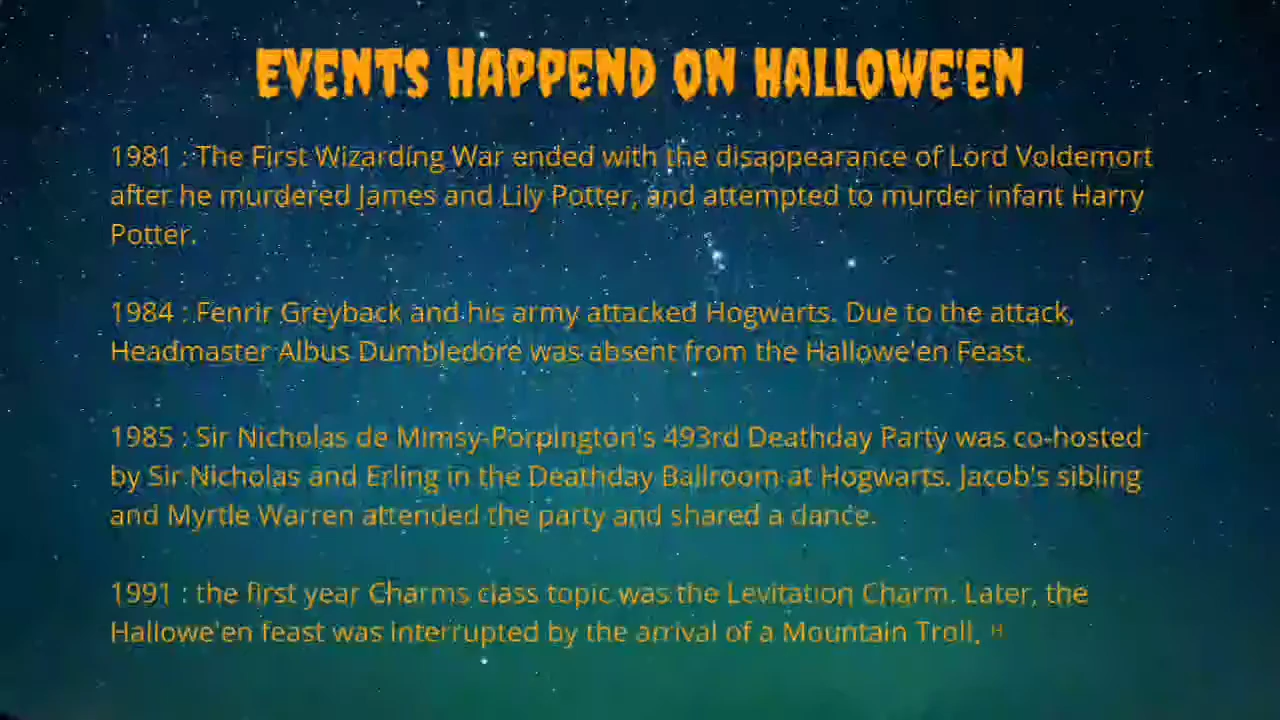 EVENTS HAPPEND ON HALLOWE'EN
1981 : The First Wizarding War ended with the disappearance of Lord Voldemort
after he murdered James and Lily Potter, and attempted to murder infant Harry
Potter.
1984 : Fenrir Greyback and his army attacked Hogwarts. Due to the attack,
Headmaster Albus Dumbledore was absent from the Hallowe'en Feast.
1985 : Sir Nicholas de Mimsy-Porpington's 493rd Deathday Party was co-hosted
by Sir Nicholas and Erling in the Deathday Ballroom at Hogwarts. Jacob's sibling
and Myrtle Warren attended the party and shared a dance.
1991 : the first year Charms class topic was the Levitation Charm. Later, the
Hallowe'en feast was interrupted by the arrival of a Mountain Troll.